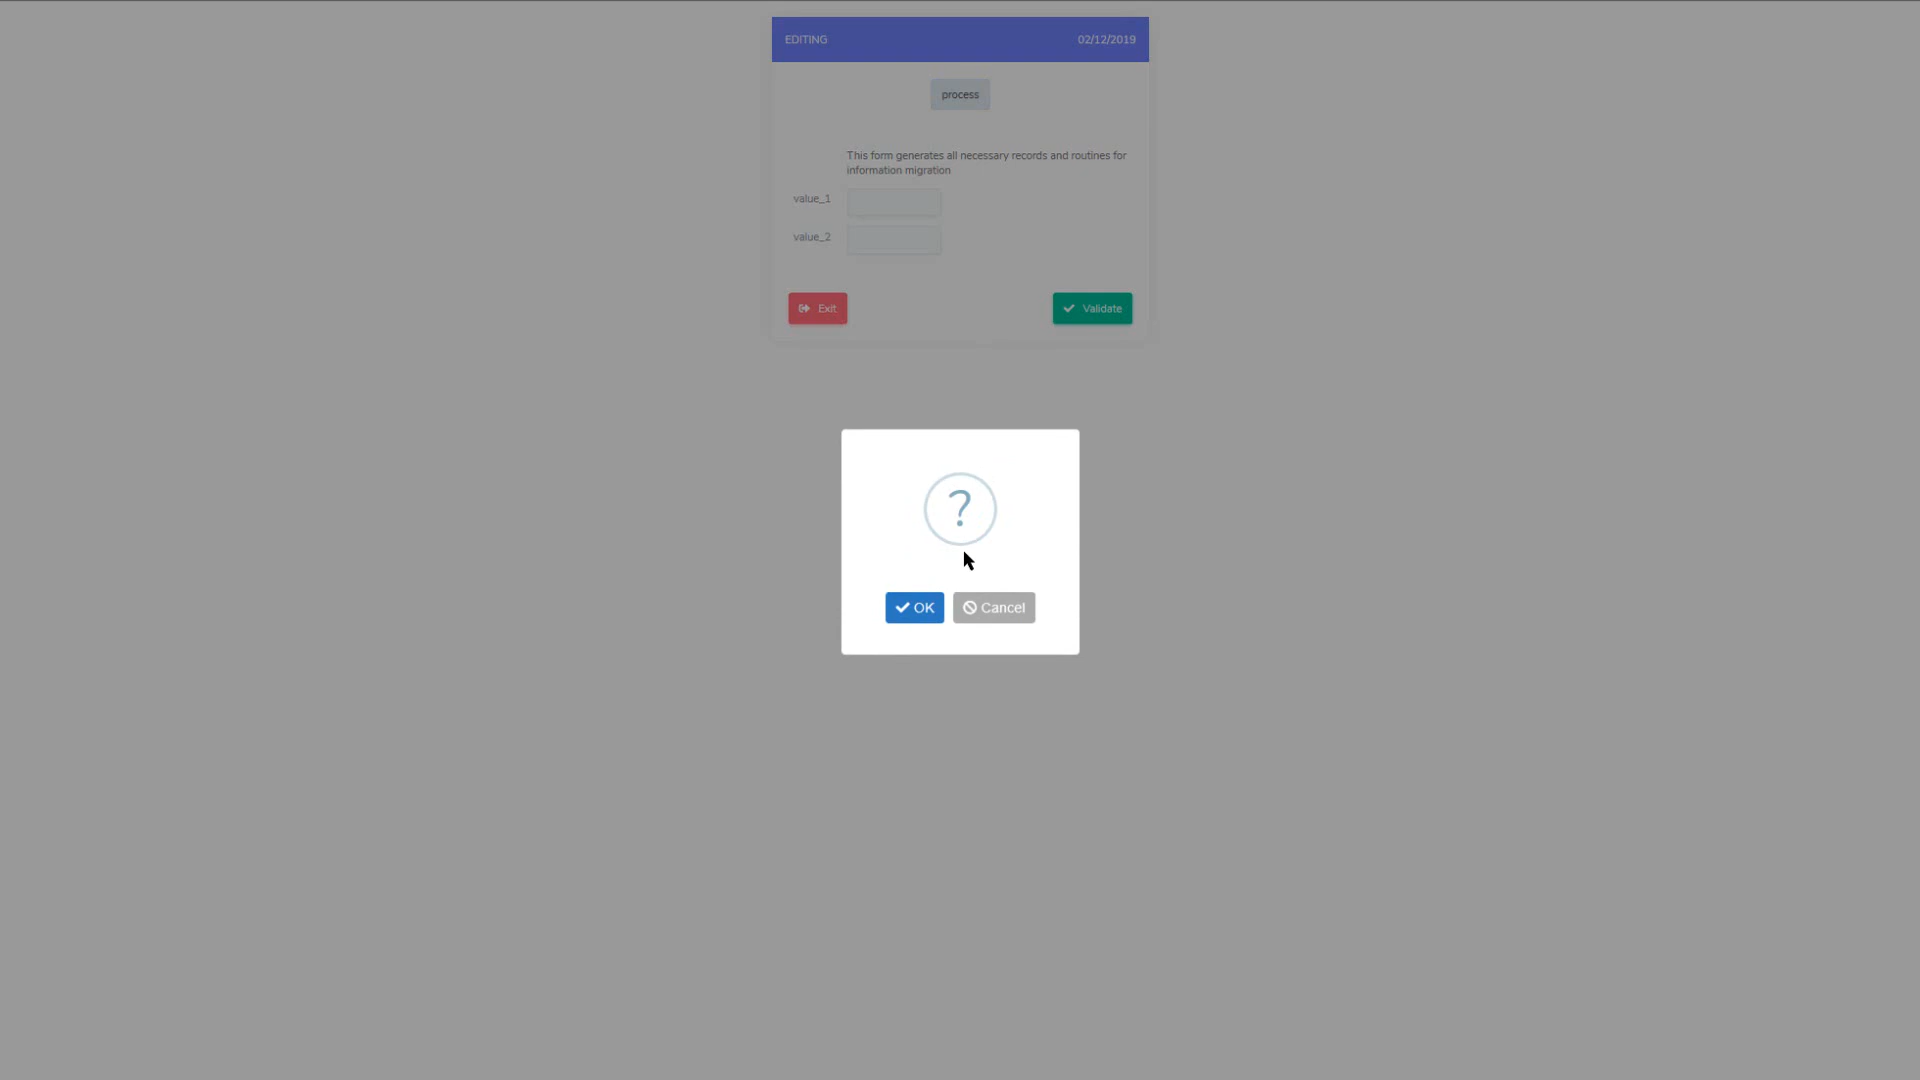 EDITING 02/12/2019
process
This form generates all necessary records and routines for
information migration
value_1
value_2
Exit Validate
?
OK Cancel